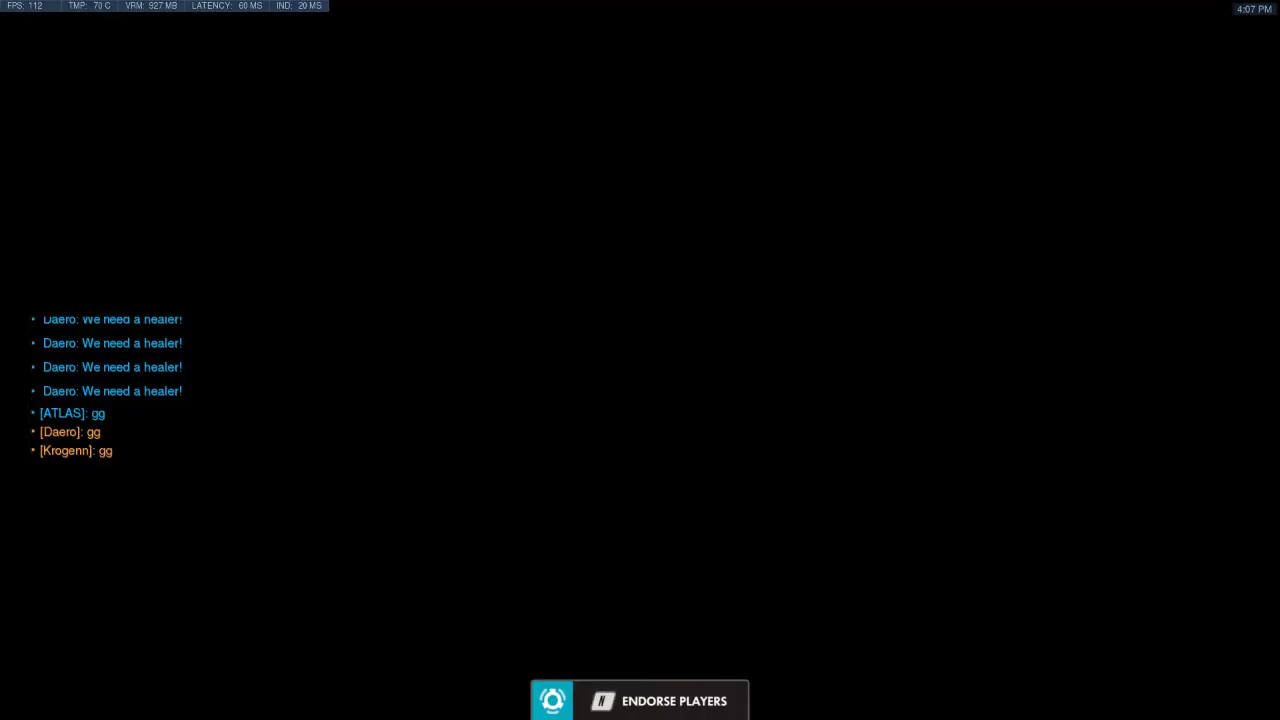 FPS: 112 TMP: 70 C VRM: 927 MB LATENCY: 60 MS IND: 20 MS
4:07 PM
Daero: We need a healer!
Daero: We need a healer!
Daero: We need a healer!
Daero: We need a healer!
[ATLAS]: gg
[Daero]: gg
[Krogenn]: gg
N ENDORSE PLAYERS